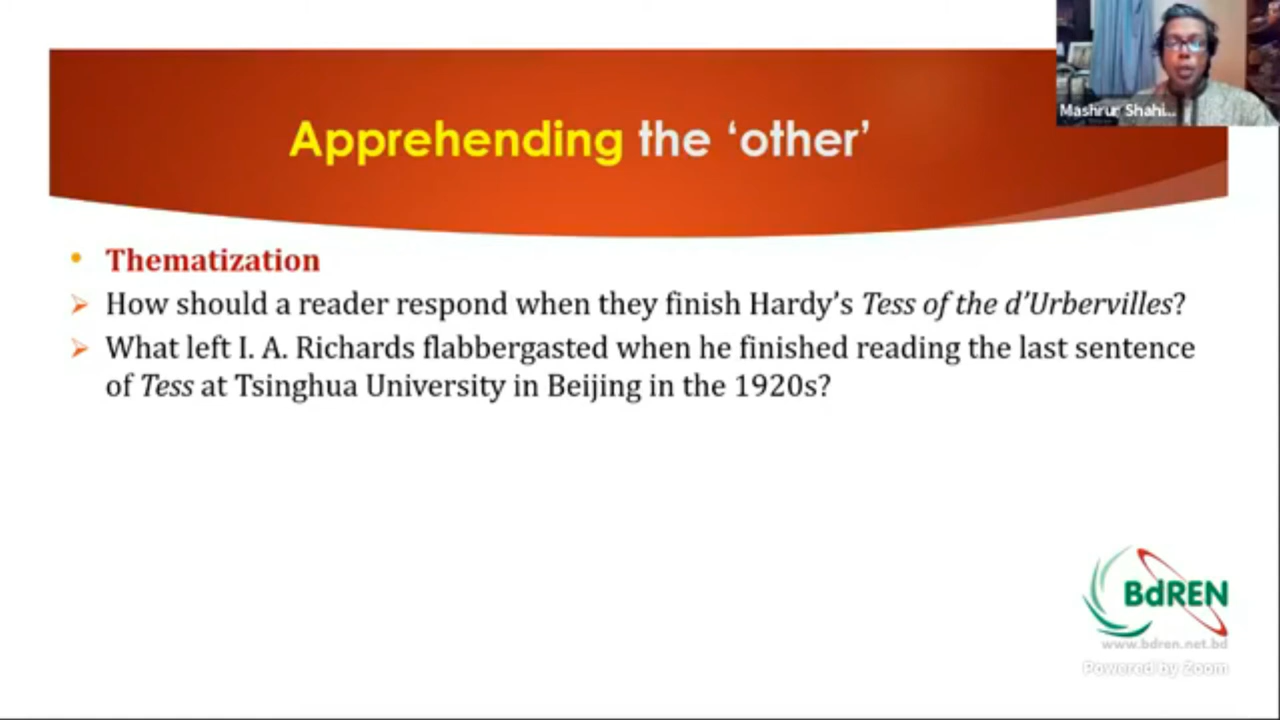 Mashrur Shahi...
Apprehending the ‘other’
• Thematization
➢ How should a reader respond when they finish Hardy’s Tess of the d’Urbervilles?
➢ What left I. A. Richards flabbergasted when he finished reading the last sentence
of Tess at Tsinghua University in Beijing in the 1920s?
BdREN
www.bdren.net.bd
Powered by Zoom